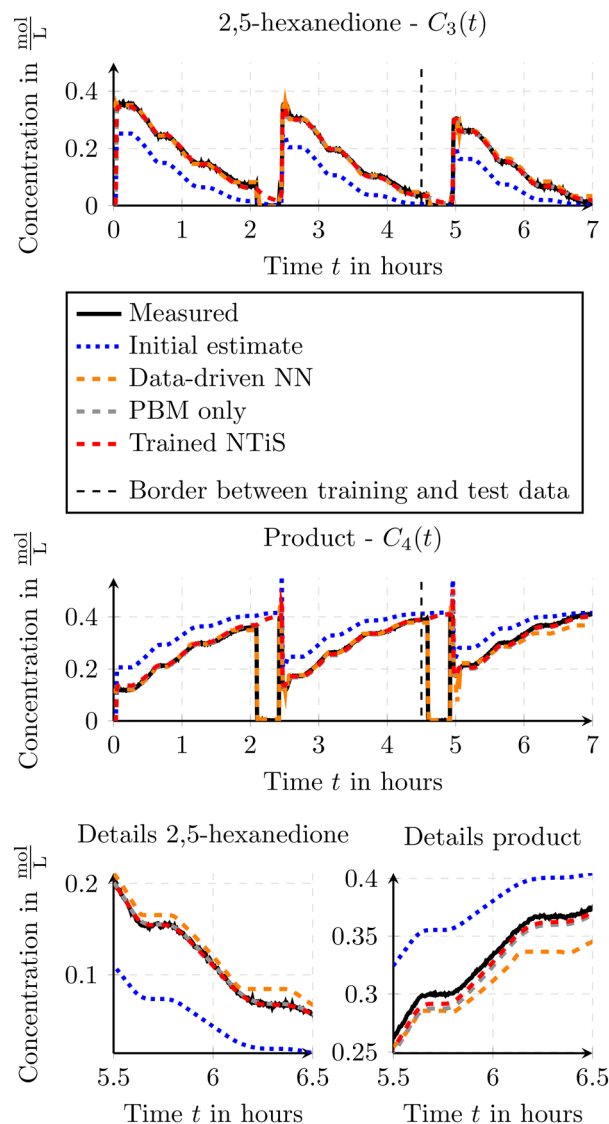 2,5-hexanedione - C₃(t)
Concentration in mol/L
0.4
0.2
0
0 1 2 3 4 5 6 7
Time t in hours
Measured
Initial estimate
Data-driven NN
PBM only
Trained NTiS
Border between training and test data
Product - C₄(t)
Concentration in mol/L
0.4
0.2
0
0 1 2 3 4 5 6 7
Time t in hours
Details 2,5-hexanedione
Concentration in mol/L
0.2
0.1
5.5 6 6.5
Time t in hours
Details product
0.4
0.35
0.3
0.25
5.5 6 6.5
Time t in hours